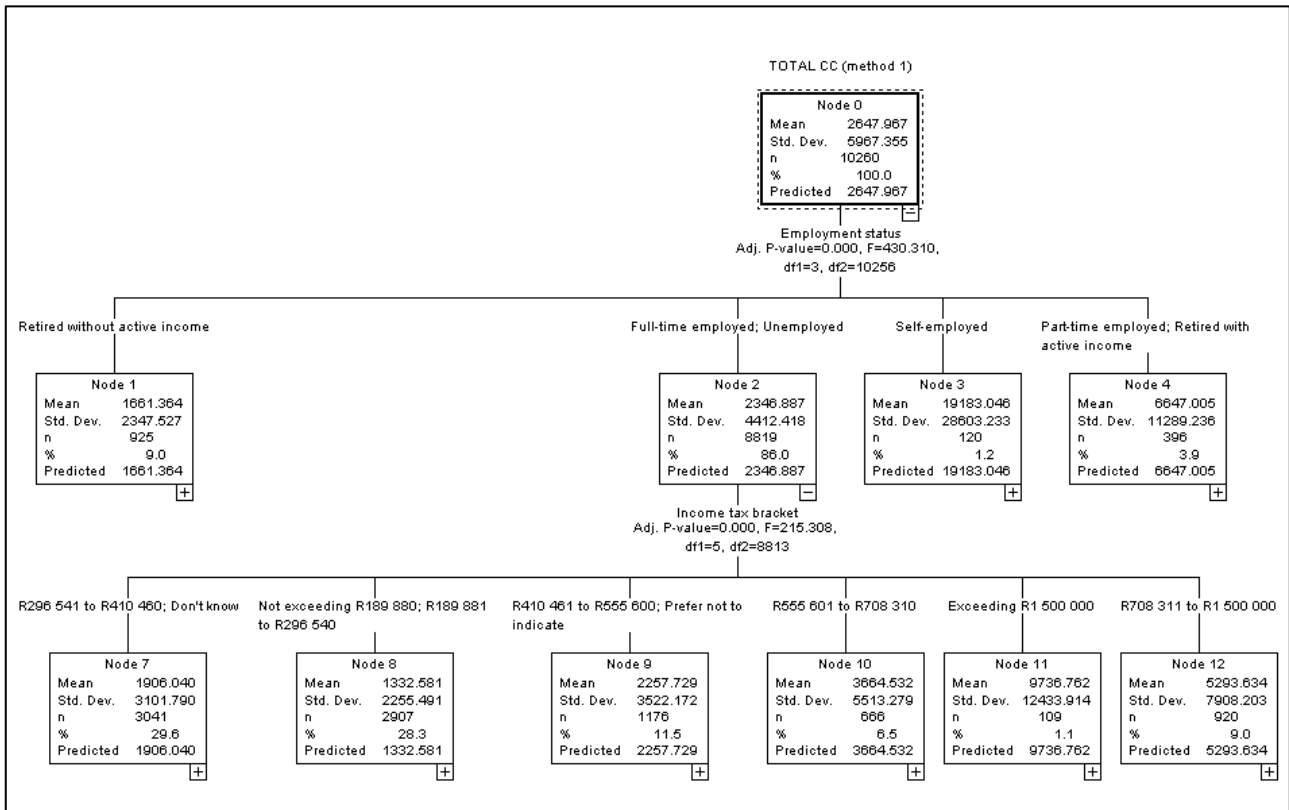 TOTAL CC (method 1)
Node 0
Mean 2647.967
Std. Dev. 5967.355
n 10260
% 100.0
Predicted 2647.967
Employment status
Adj. P-value=0.000, F=430.310,
df1=3, df2=10256
Retired without active income
Full-time employed; Unemployed
Self-employed
Part-time employed; Retired with
active income
Node 1
Mean 1661.364
Std. Dev. 2347.527
n 925
% 9.0
Predicted 1661.364
Node 2
Mean 2346.887
Std. Dev. 4412.418
n 8819
% 86.0
Predicted 2346.887
Node 3
Mean 19183.046
Std. Dev. 28603.233
n 120
% 1.2
Predicted 19183.046
Node 4
Mean 6647.005
Std. Dev. 11289.236
n 396
% 3.9
Predicted 6647.005
Income tax bracket
Adj. P-value=0.000, F=215.308,
df1=5, df2=8813
R296 541 to R410 460; Don't know
Not exceeding R189 880; R189 881
to R296 540
R410 461 to R555 600; Prefer not to
indicate
R555 601 to R708 310
Exceeding R1 500 000
R708 311 to R1 500 000
Node 7
Mean 1906.040
Std. Dev. 3101.790
n 3041
% 29.6
Predicted 1906.040
Node 8
Mean 1332.581
Std. Dev. 2255.491
n 2907
% 28.3
Predicted 1332.581
Node 9
Mean 2257.729
Std. Dev. 3522.172
n 1176
% 11.5
Predicted 2257.729
Node 10
Mean 3664.532
Std. Dev. 5513.279
n 666
% 6.5
Predicted 3664.532
Node 11
Mean 9736.762
Std. Dev. 12433.914
n 109
% 1.1
Predicted 9736.762
Node 12
Mean 5293.634
Std. Dev. 7908.203
n 920
% 9.0
Predicted 5293.634